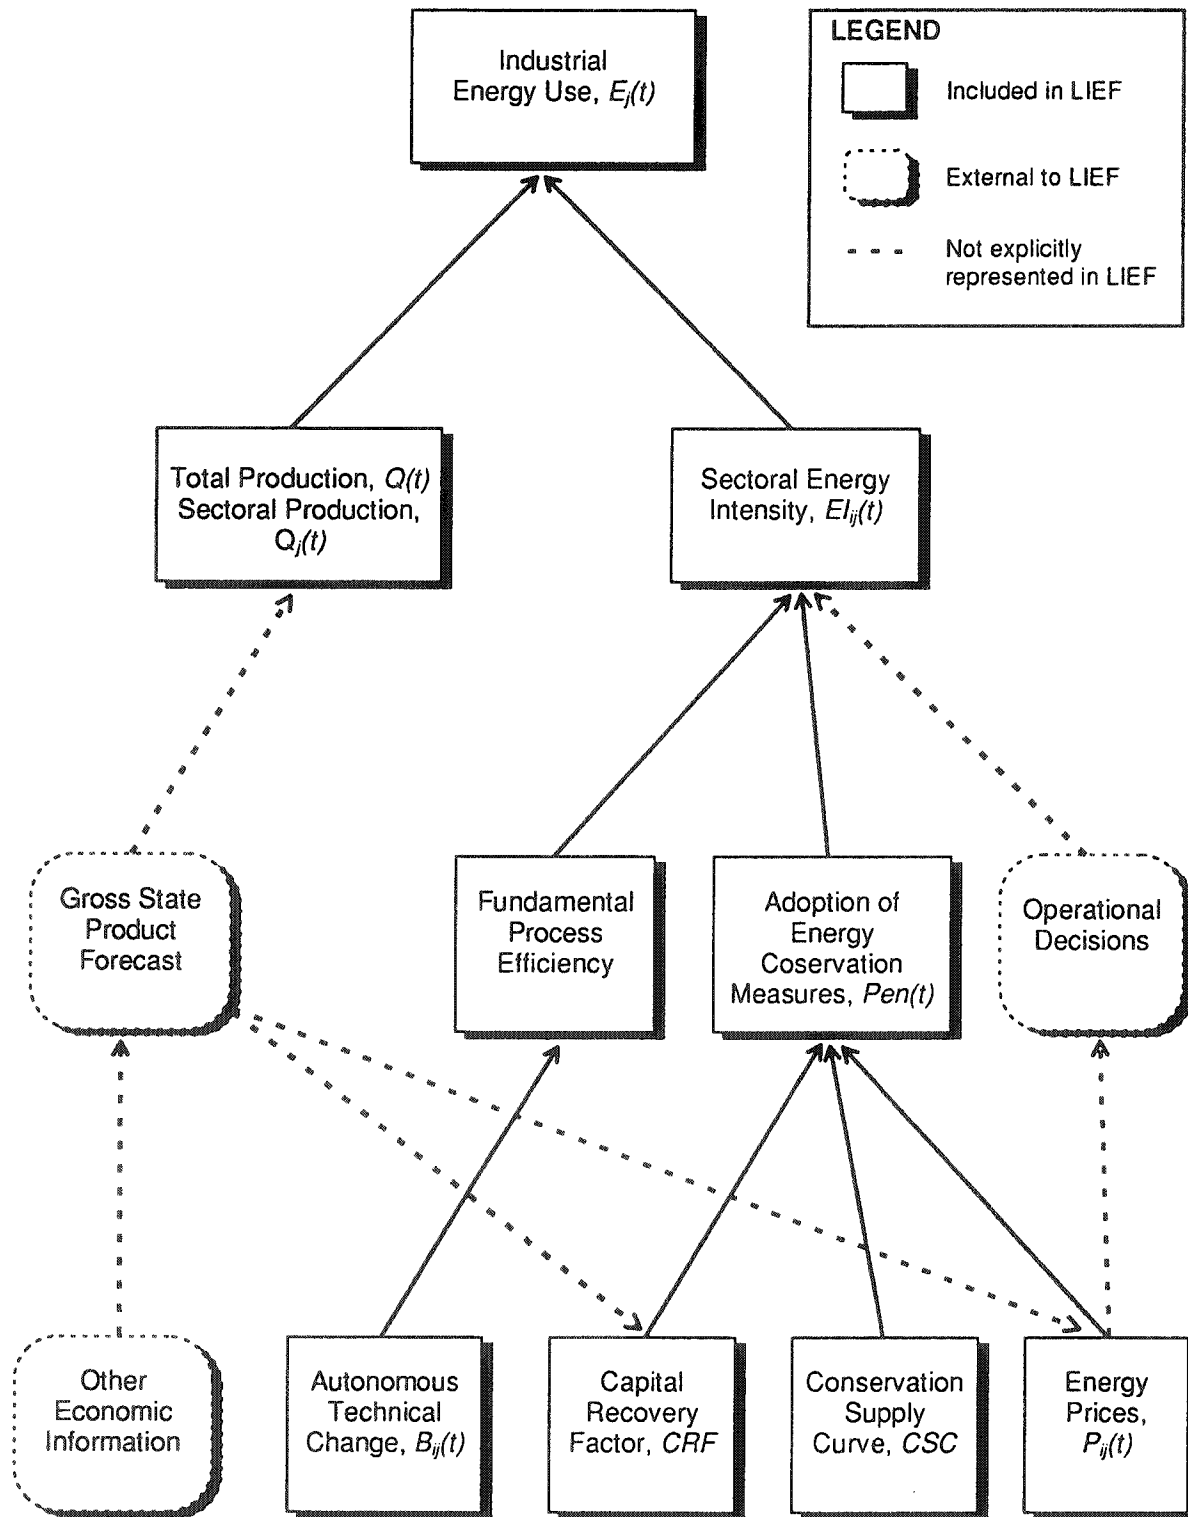 Industrial
Energy Use, Ej(t)
LEGEND
Included in LIEF
External to LIEF
Not explicitly
represented in LIEF
Total Production, Q(t)
Sectoral Production,
Qj(t)
Sectoral Energy
Intensity, EIij(t)
Gross State
Product
Forecast
Fundamental
Process
Efficiency
Adoption of
Energy
Coservation
Measures, Pen(t)
Operational
Decisions
Other
Economic
Information
Autonomous
Technical
Change, Bij(t)
Capital
Recovery
Factor, CRF
Conservation
Supply
Curve, CSC
Energy
Prices,
Pij(t)